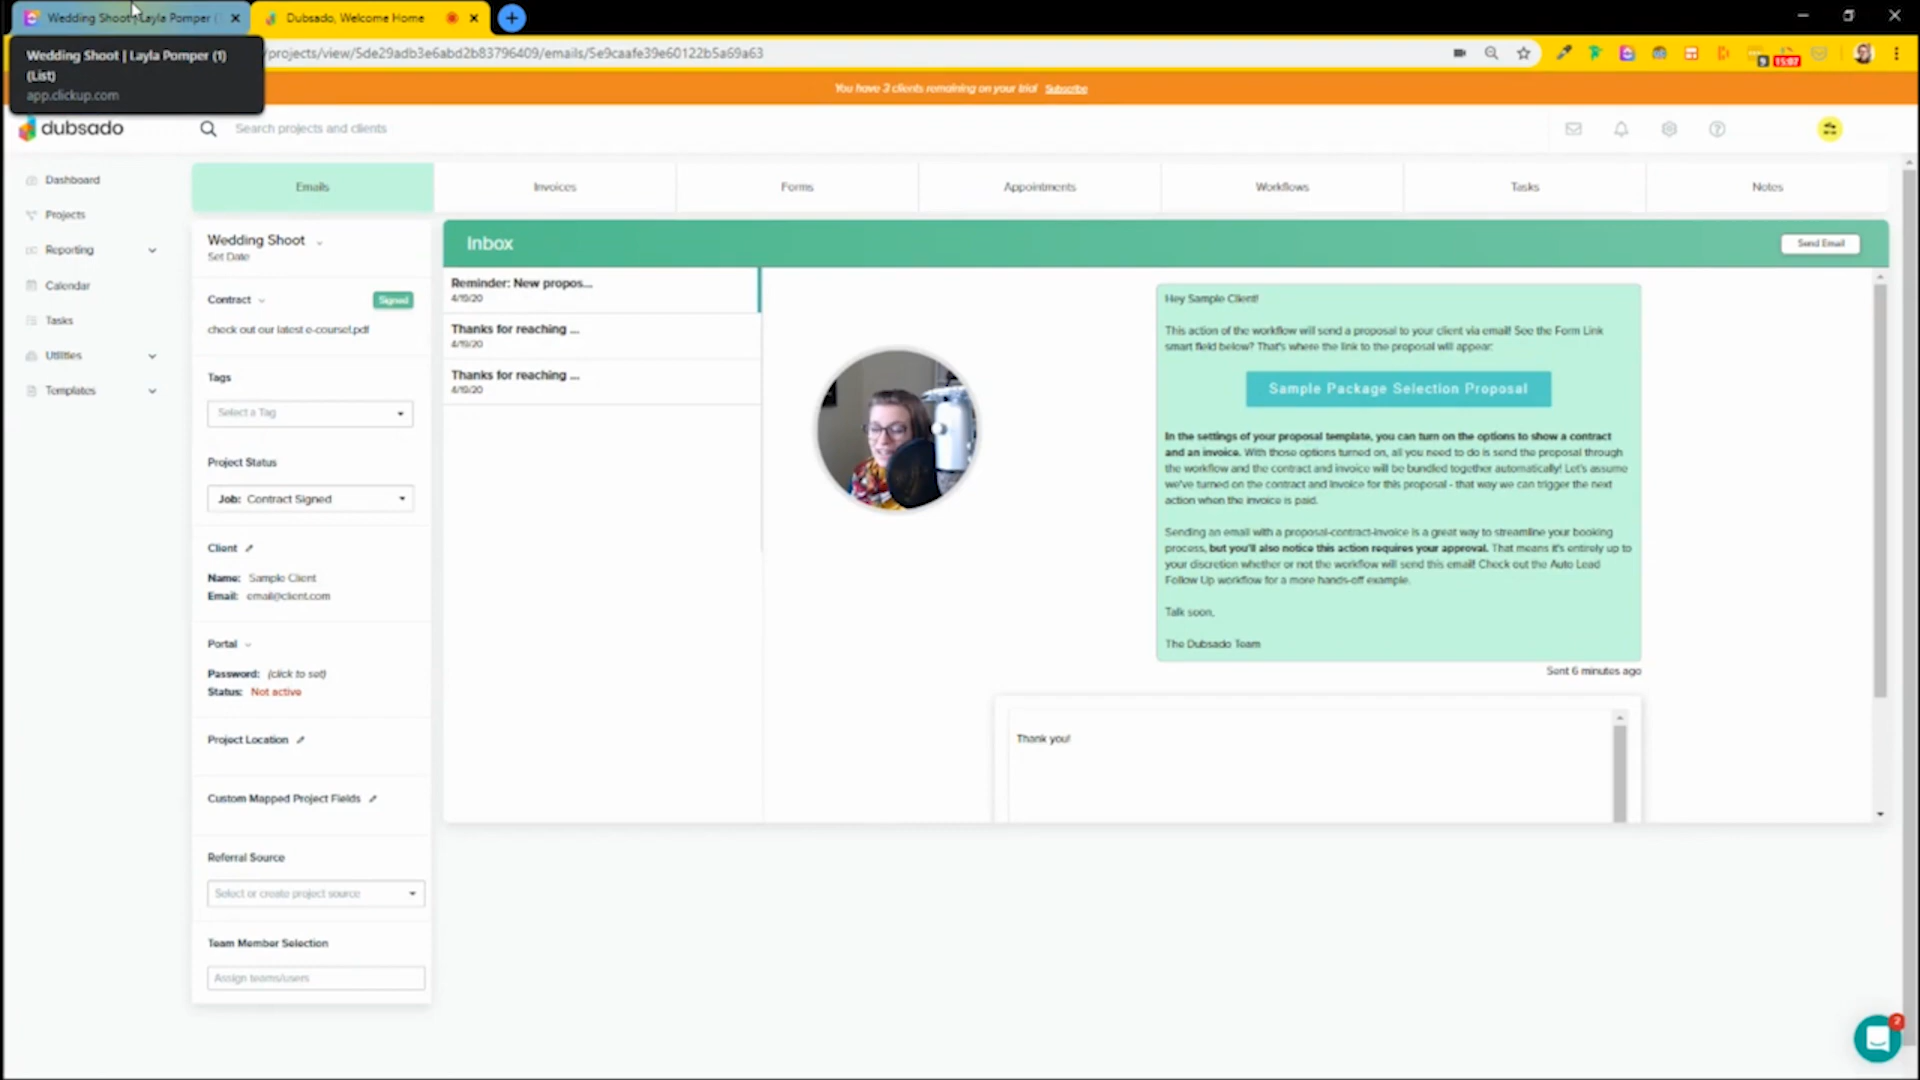 Wedding Shoot | Layla Pomper (
Dubsado, Welcome Home
Wedding Shoot | Layla Pomper (1)
(List)
app.clickup.com
/projects/view/5de29adb3e6abd2b83796409/emails/5e9caafe39e60122b5a69a63
9
15:07
You have 3 clients remaining on your trial Subscribe
dubsado
Search projects and clients
Dashboard
Projects
Reporting
Calendar
Tasks
Utilities
Templates
Emails
Invoices
Forms
Appointments
Workflows
Tasks
Notes
Wedding Shoot
Set Date
Contract
Signed
check out our latest e-course!.pdf
Tags
Select a Tag
Project Status
Job: Contract Signed
Client
Name: Sample Client
Email: email@client.com
Portal
Password: (click to set)
Status: Not active
Project Location
Custom Mapped Project Fields
Referral Source
Select or create project source
Team Member Selection
Assign teams/users
Inbox
Send Email
Reminder: New propos...
4/19/20
Thanks for reaching ...
4/19/20
Thanks for reaching ...
4/19/20
Hey Sample Client!
This action of the workflow will send a proposal to your client via email! See the Form Link
smart field below? That's where the link to the proposal will appear:
Sample Package Selection Proposal
In the settings of your proposal template, you can turn on the options to show a contract
and an invoice. With those options turned on, all you need to do is send the proposal through
the workflow and the contract and invoice will be bundled together automatically! Let's assume
we've turned on the contract and invoice for this proposal - that way we can trigger the next
action when the invoice is paid.
Sending an email with a proposal-contract-invoice is a great way to streamline your booking
process, but you'll also notice this action requires your approval. That means it's entirely up to
your discretion whether or not the workflow will send this email! Check out the Auto Lead
Follow Up workflow for a more hands-off example.
Talk soon,
The Dubsado Team
Sent 6 minutes ago
Thank you!
2